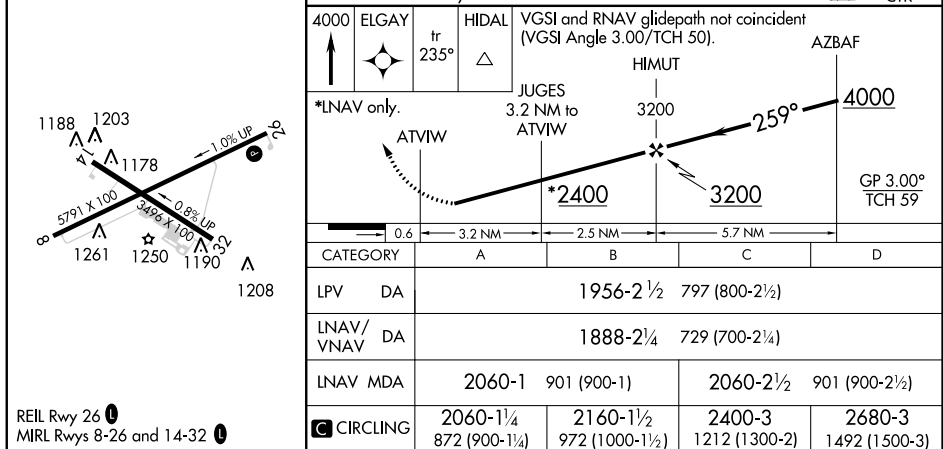 4000 ELGAY tr 235° HIDAL
VGSI and RNAV glidepath not coincident
(VGSI Angle 3.00/TCH 50).
AZBAF
HIMUT
*LNAV only.
JUGES
3.2 NM to
ATVIW
3200
4000
259°
ATVIW
*2400
3200
GP 3.00°
TCH 59
0.6 3.2 NM 2.5 NM 5.7 NM
CATEGORY A B C D
LPV DA 1956-2½ 797 (800-2½)
LNAV/
VNAV DA 1888-2¼ 729 (700-2¼)
LNAV MDA 2060-1 901 (900-1) 2060-2½ 901 (900-2½)
C CIRCLING 2060-1¼ 2160-1½ 2400-3 2680-3
872 (900-1¼) 972 (1000-1½) 1212 (1300-2) 1492 (1500-3)
1188 1203
1178
26
1.0% UP
P
14
5791 X 100
0.8% UP
3496 X 100
8
32
1261 1250 1190
1208
REIL Rwy 26 L
MIRL Rwys 8-26 and 14-32 L